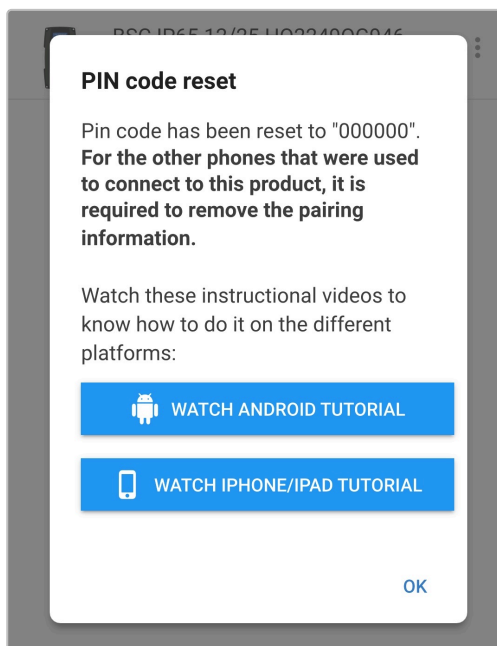 PIN code reset
Pin code has been reset to "000000".
For the other phones that were used
to connect to this product, it is
required to remove the pairing
information.
Watch these instructional videos to
know how to do it on the different
platforms:
WATCH ANDROID TUTORIAL
WATCH IPHONE/IPAD TUTORIAL
OK